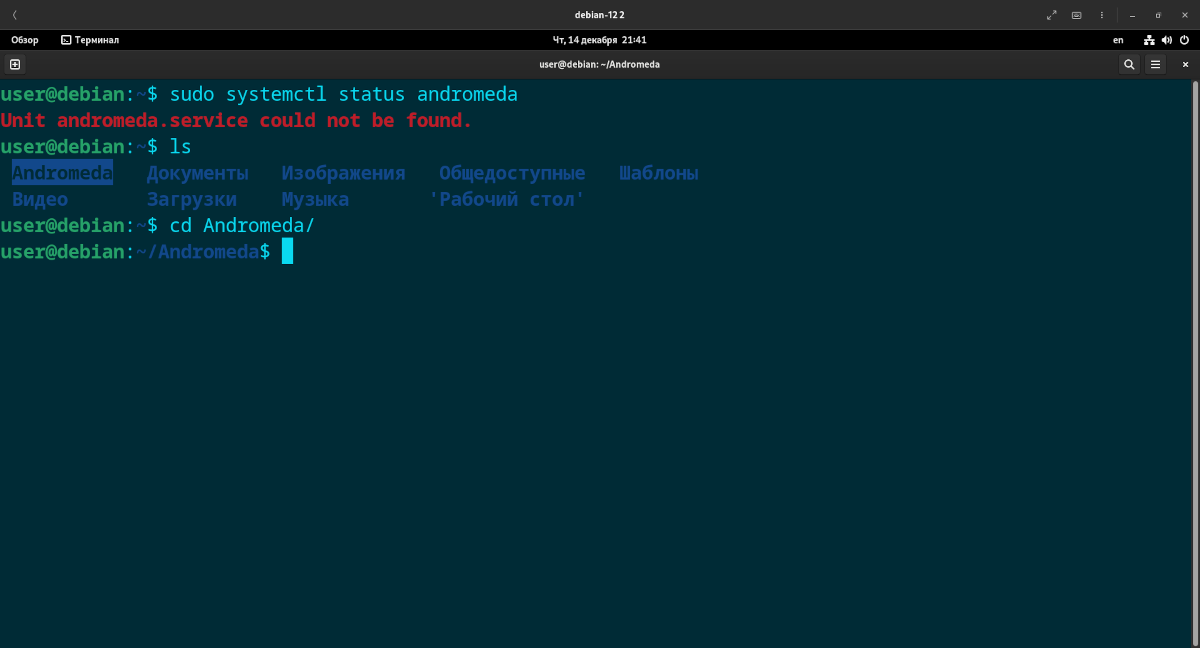 debian-12 2
Обзор Терминал Чт, 14 декабря 21:41 en
user@debian: ~/Andromeda
user@debian:~$ sudo systemctl status andromeda
Unit andromeda.service could not be found.
user@debian:~$ ls
Andromeda Документы Изображения Общедоступные Шаблоны
Видео Загрузки Музыка 'Рабочий стол'
user@debian:~$ cd Andromeda/
user@debian:~/Andromeda$